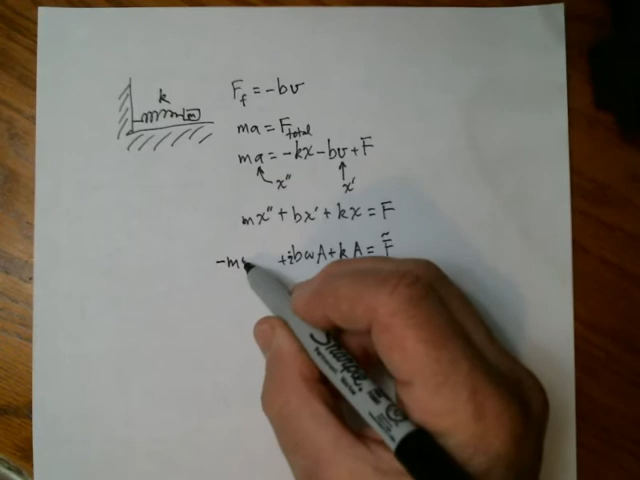 k
m
F_f = -bv
ma = F_total
ma = -kx - bv + F
x'' x'
mx'' + bx' + kx = F
-m + ibωA + kA = F̃
Sharpie